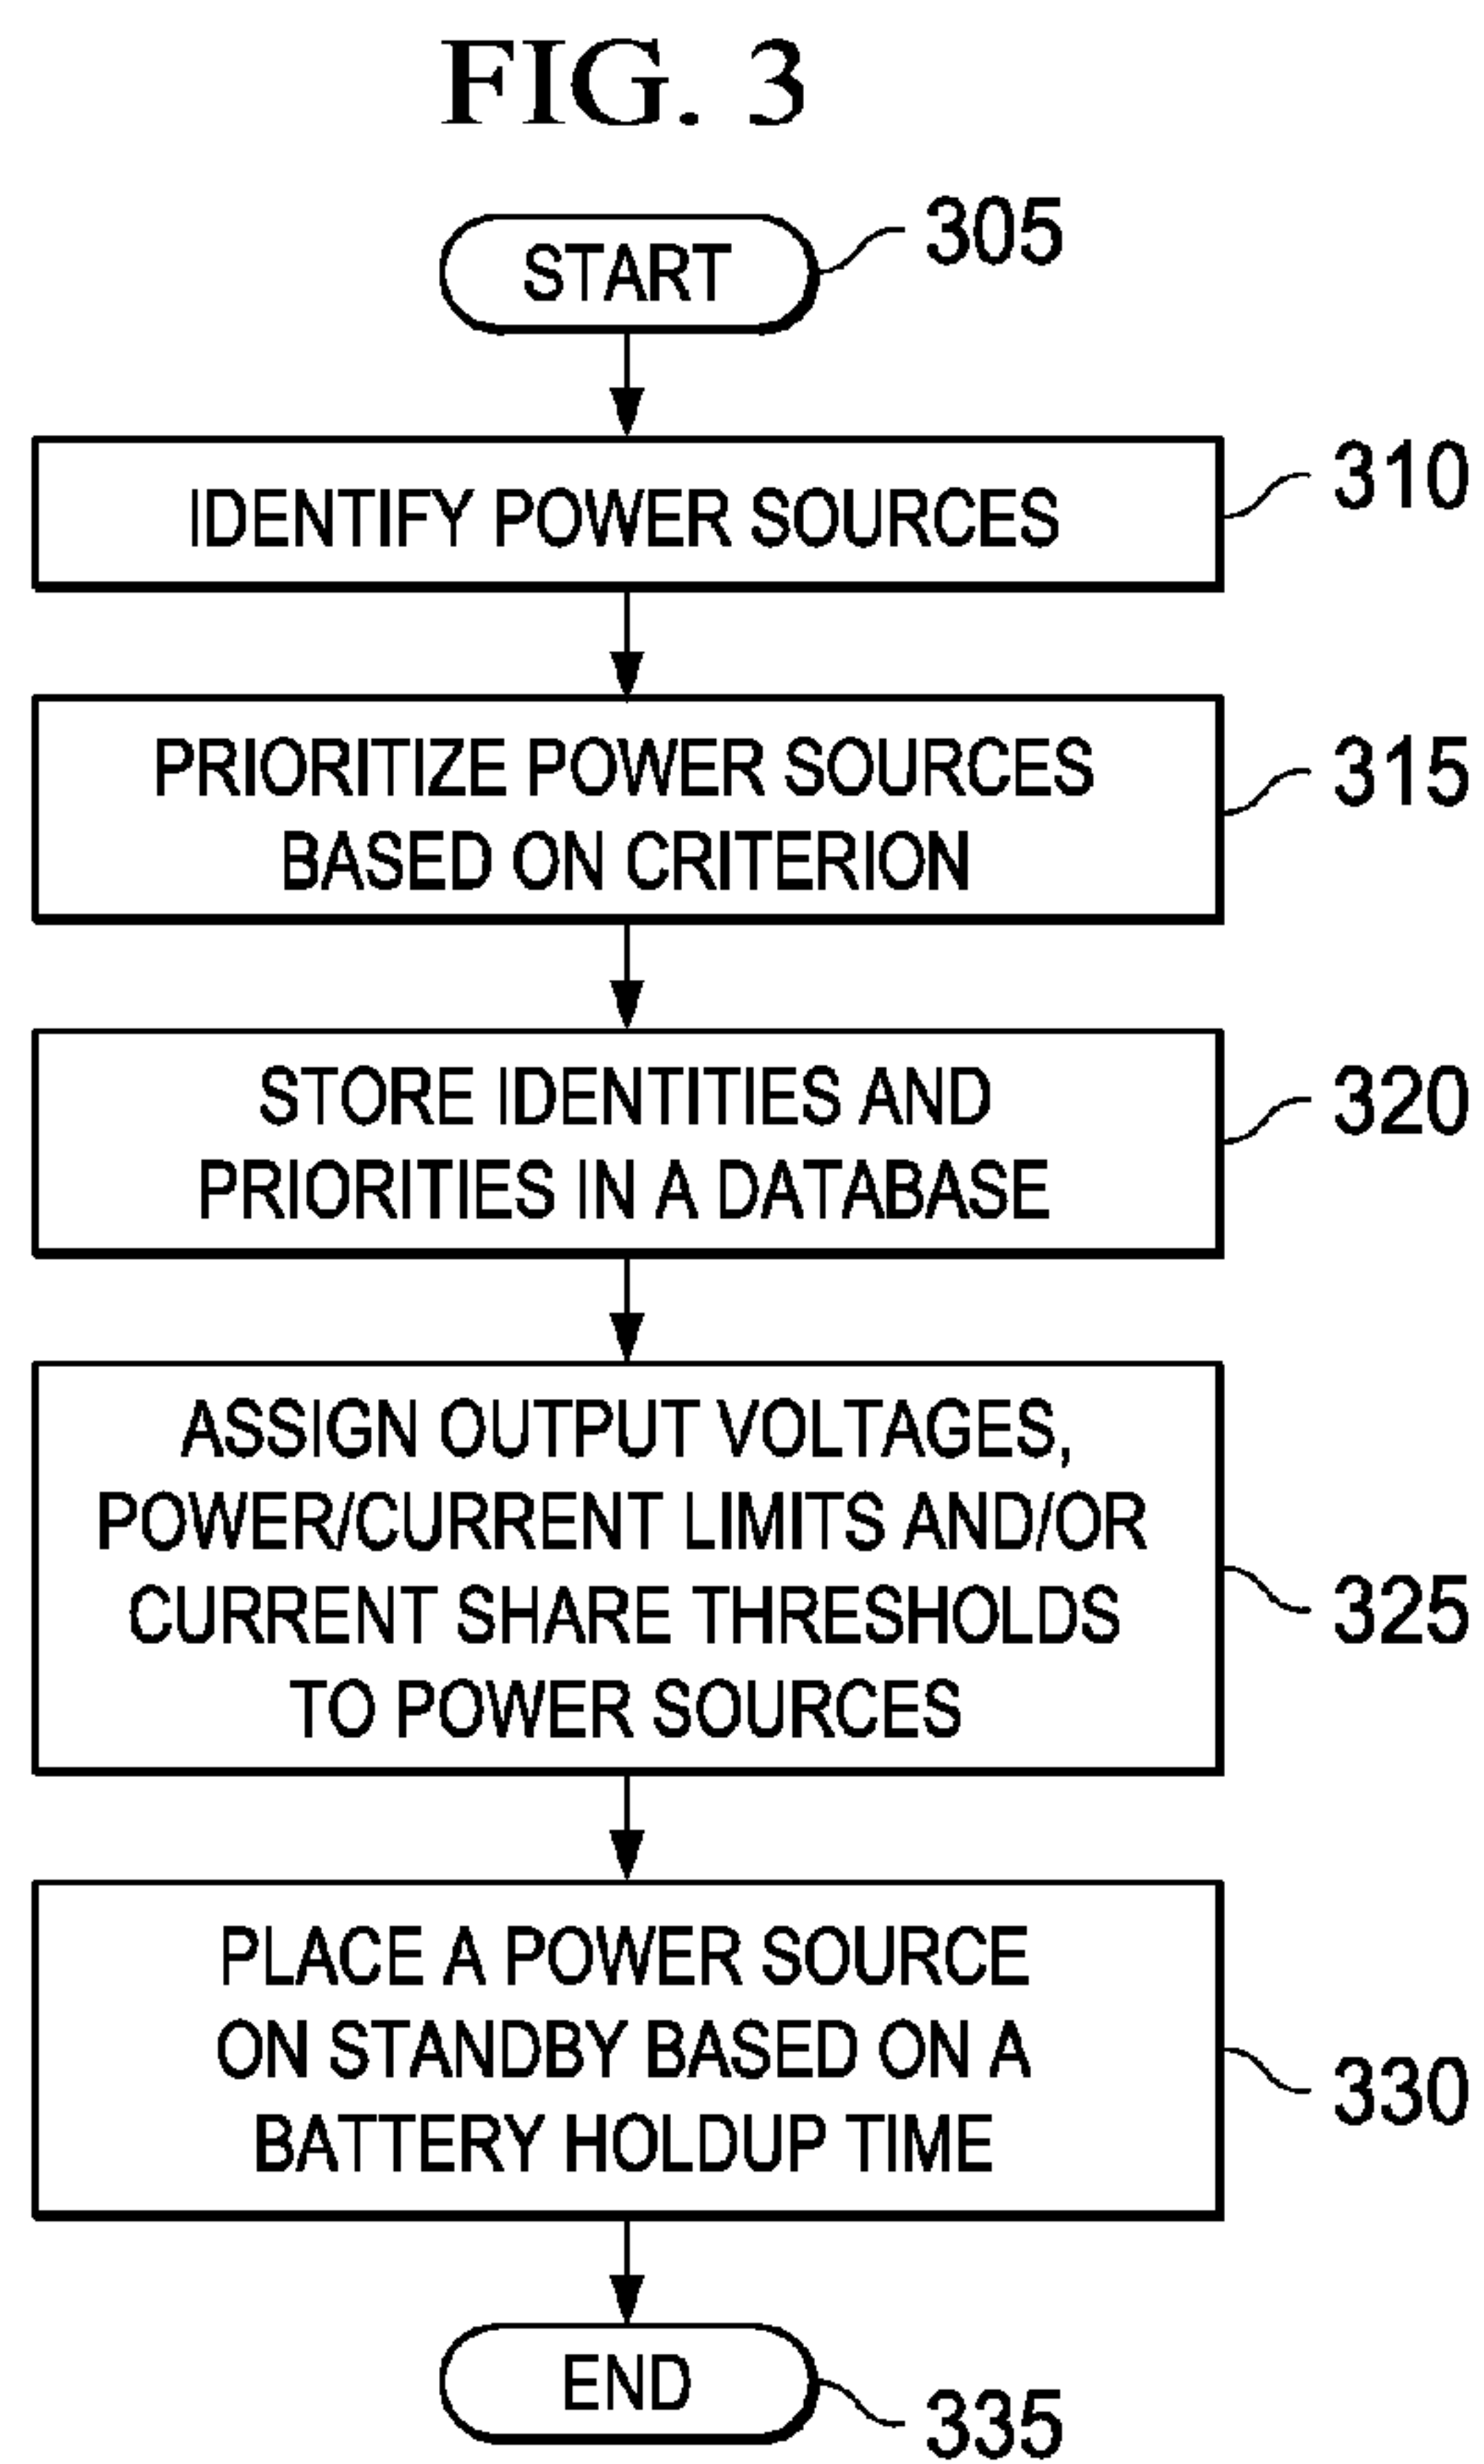 FIG. 3
START
305
IDENTIFY POWER SOURCES
310
PRIORITIZE POWER SOURCES
BASED ON CRITERION
315
STORE IDENTITIES AND
PRIORITIES IN A DATABASE
320
ASSIGN OUTPUT VOLTAGES,
POWER/CURRENT LIMITS AND/OR
CURRENT SHARE THRESHOLDS
TO POWER SOURCES
325
PLACE A POWER SOURCE
ON STANDBY BASED ON A
BATTERY HOLDUP TIME
330
END
335